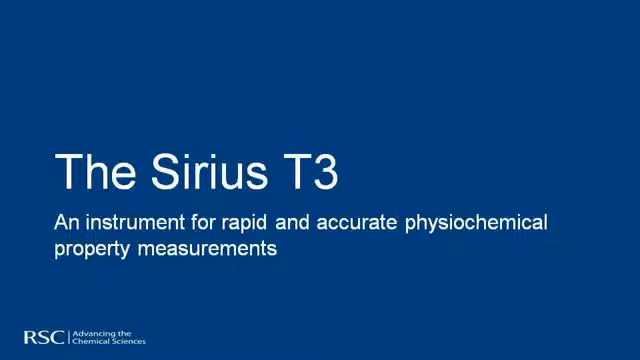 The Sirius T3
An instrument for rapid and accurate physiochemical
property measurements
RSC
Advancing the
Chemical Sciences